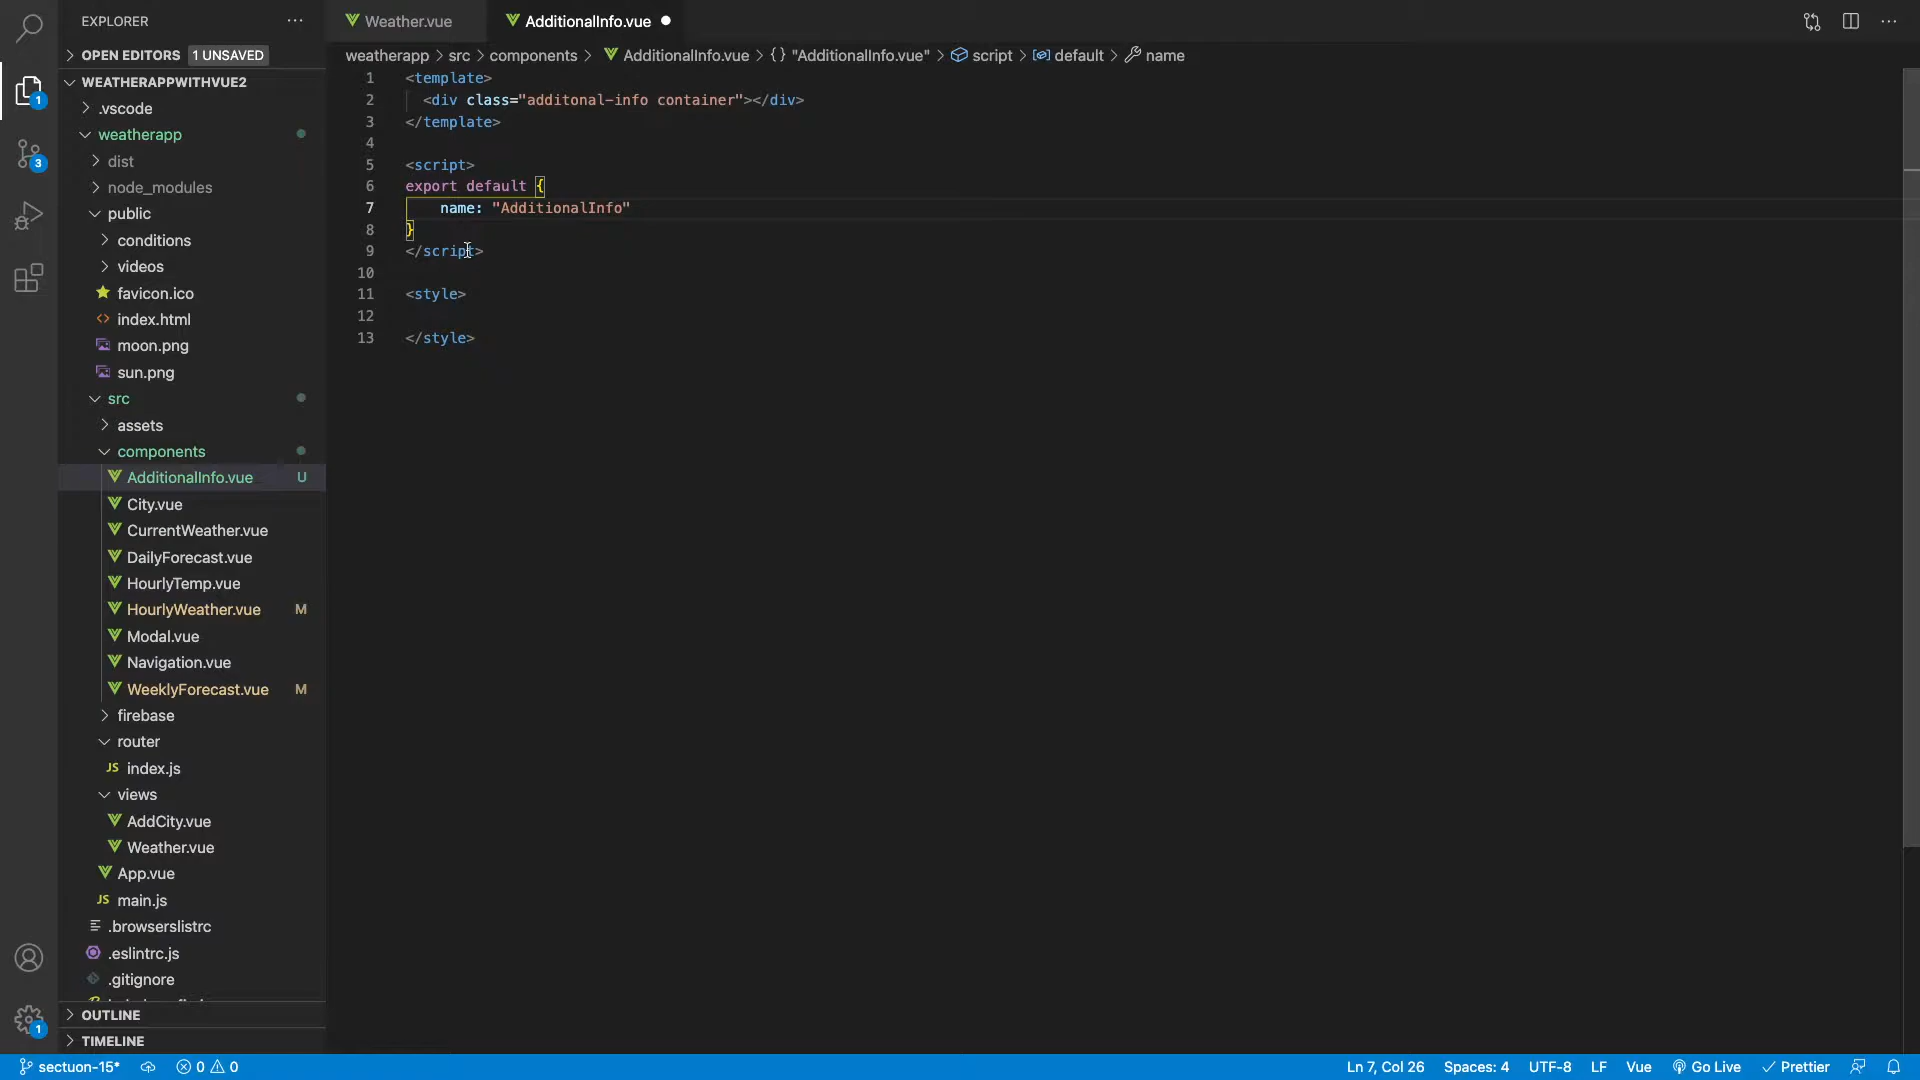 EXPLORER
Weather.vue
AdditionalInfo.vue
OPEN EDITORS 1 UNSAVED
weatherapp > src > components > AdditionalInfo.vue > {} "AdditionalInfo.vue" > script > default > name
WEATHERAPPWITHVUE2
.vscode
weatherapp
dist
node_modules
public
conditions
videos
favicon.ico
index.html
moon.png
sun.png
src
assets
components
AdditionalInfo.vue U
City.vue
CurrentWeather.vue
DailyForecast.vue
HourlyTemp.vue
HourlyWeather.vue M
Modal.vue
Navigation.vue
WeeklyForecast.vue M
firebase
router
JS index.js
views
AddCity.vue
Weather.vue
App.vue
JS main.js
.browserslistrc
.eslintrc.js
.gitignore
OUTLINE
TIMELINE
1
3
1
1 <template>
2 <div class="additonal-info container"></div>
3 </template>
4
5 <script>
6 export default {
7 name: "AdditionalInfo"
8 }
9 </script>
10
11 <style>
12
13 </style>
sectuon-15* 0 0
Ln 7, Col 26 Spaces: 4 UTF-8 LF Vue Go Live Prettier